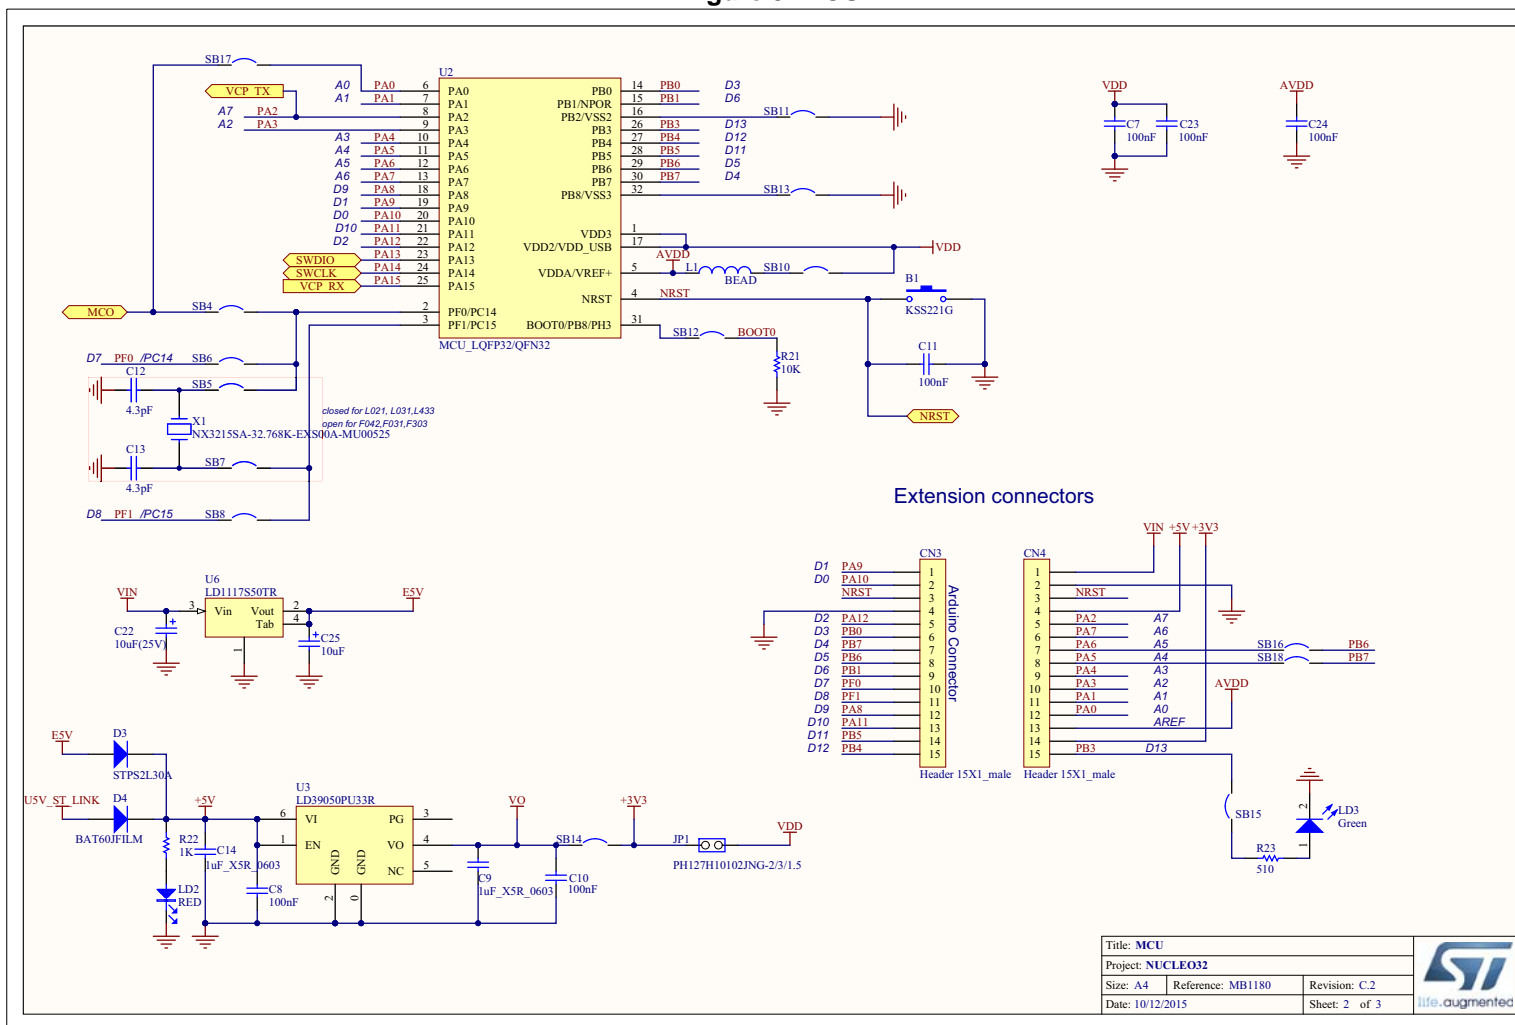 SB17
U2
VCP_TX
A0 PA0 6 PA0
A1 PA1 7 PA1
A7 PA2 8 PA2
A2 PA3 9 PA3
A3 PA4 10 PA4
A4 PA5 11 PA5
A5 PA6 12 PA6
A6 PA7 13 PA7
D9 PA8 18 PA8
D1 PA9 19 PA9
D0 PA10 20 PA10
D10 PA11 21 PA11
D2 PA12 22 PA12
SWDIO PA13 23 PA13
SWCLK PA14 24 PA14
VCP_RX PA15 25 PA15
MCO SB4 2 PF0/PC14
3 PF1/PC15
MCU_LQFP32/QFN32
PB0 14 PB0 D3
PB1/NPOR 15 PB1 D6
PB2/VSS2 16 SB11
PB3 26 PB3 D13
PB4 27 PB4 D12
PB5 28 PB5 D11
PB6 29 PB6 D5
PB7 30 PB7 D4
PB8/VSS3 32 SB13
VDD3 1
VDD2/VDD_USB 17 VDD
AVDD
VDDA/VREF+ 5 L1 SB10
BEAD
NRST 4 NRST
BOOT0/PB8/PH3 31 SB12 BOOT0
R21
10K
B1
KSS221G
C11
100nF
NRST
VDD
C7
100nF
C23
100nF
AVDD
C24
100nF
D7 PF0 /PC14 SB6
C12
4.3pF
SB5
X1
NX3215SA-32.768K-EXS00A-MU00525
closed for L021, L031,L433
open for F042,F031,F303
C13
4.3pF
SB7
D8 PF1 /PC15 SB8
Extension connectors
VIN +5V +3V3
CN3
D1 PA9 1
D0 PA10 2
NRST 3
4
D2 PA12 5
D3 PB0 6
D4 PB7 7
D5 PB6 8
D6 PB1 9
D7 PF0 10
D8 PF1 11
D9 PA8 12
D10 PA11 13
D11 PB5 14
D12 PB4 15
Header 15X1_male
Arduino Connector
CN4
1
2
3 NRST
4
5 PA2 A7
6 PA7 A6
7 PA6 A5 SB16 PB6
8 PA5 A4 SB18 PB7
9 PA4 A3
10 PA3 A2
11 PA1 A1
12 PA0 A0
13 AREF
14
15 PB3 D13
Header 15X1_male
AVDD
SB15
R23
510
2
1
LD3
Green
U6
LD1117S50TR
VIN
3 Vin Vout 2
Tab 4
1
E5V
C22
10uF(25V)
C25
10uF
E5V
D3
STPS2L30A
U5V_ST_LINK
D4
BAT60JFILM
+5V
R22
1K
C14
1uF_X5R_0603
LD2
RED
C8
100nF
U3
LD39050PU33R
6 VI PG 3
1 EN VO 4
NC 5
GND GND
2 0
VO
C9
1uF_X5R_0603
SB14
C10
100nF
+3V3
JP1
PH127H10102JNG-2/3/1.5
VDD
Title: MCU
Project: NUCLEO32
Size: A4 Reference: MB1180 Revision: C.2
Date: 10/12/2015 Sheet: 2 of 3
ST
life.augmented